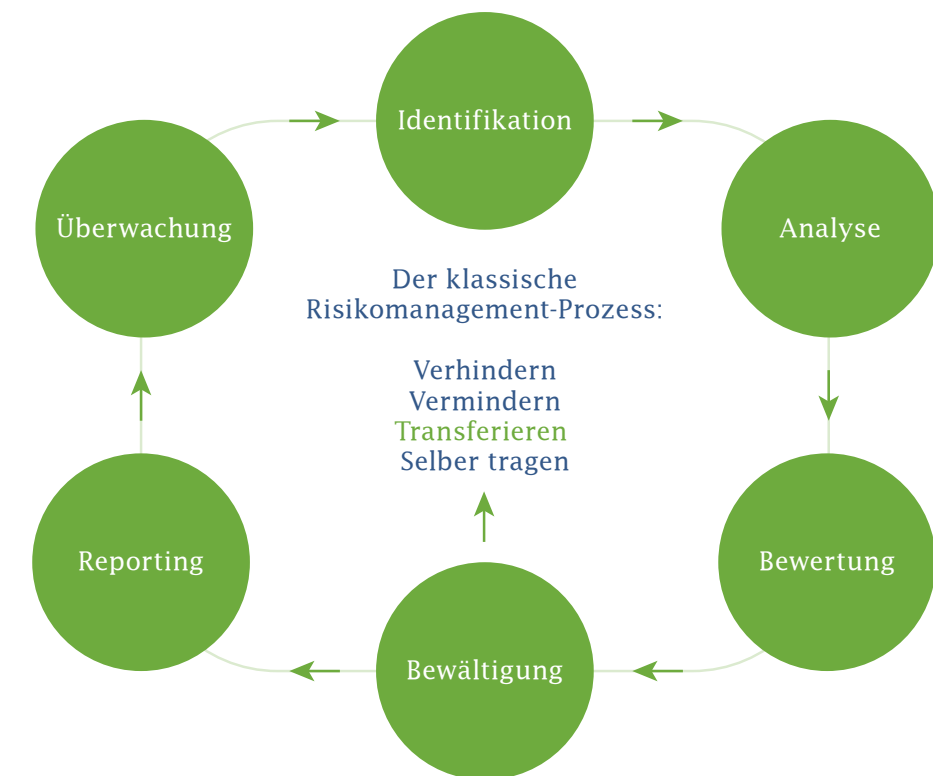 Identifikation
Überwachung
Analyse
Der klassische
Risikomanagement-Prozess:
Verhindern
Vermindern
Transferieren
Selber tragen
Reporting
Bewertung
Bewältigung